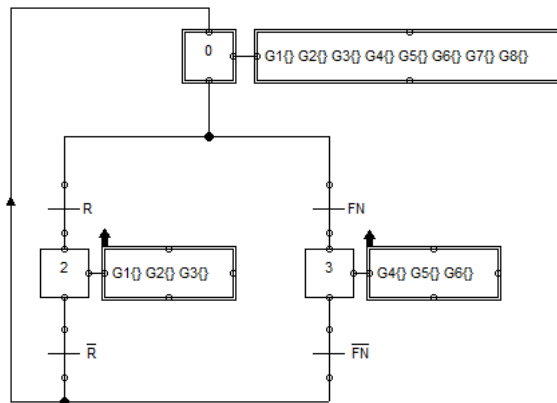 0 G1{} G2{} G3{} G4{} G5{} G6{} G7{} G8{}
R FN
2 G1{} G2{} G3{} 3 G4{} G5{} G6{}
R̅ F̅N̅